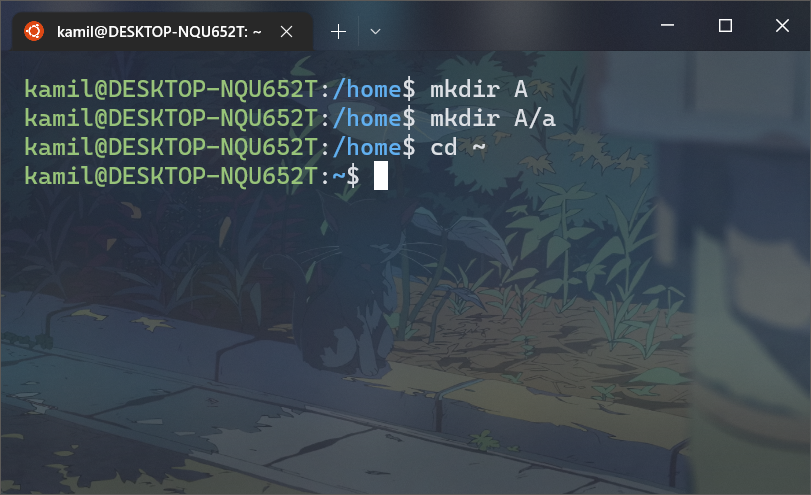 kamil@DESKTOP-NQU652T: ~
kamil@DESKTOP-NQU652T:/home$ mkdir A
kamil@DESKTOP-NQU652T:/home$ mkdir A/a
kamil@DESKTOP-NQU652T:/home$ cd ~
kamil@DESKTOP-NQU652T:~$